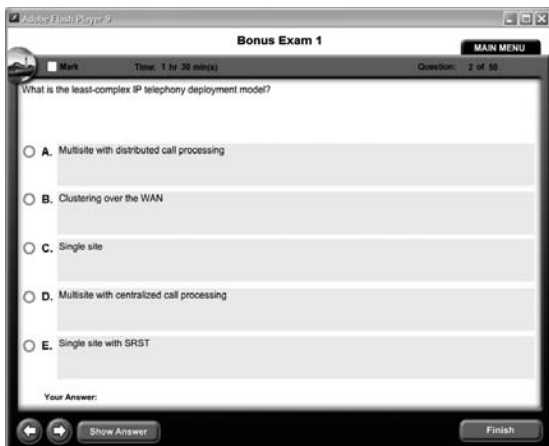 Adobe Flash Player 9
Bonus Exam 1
MAIN MENU
Mark Time: 1 hr 30 min(s) Question: 2 of 50
What is the least-complex IP telephony deployment model?
A. Multisite with distributed call processing
B. Clustering over the WAN
C. Single site
D. Multisite with centralized call processing
E. Single site with SRST
Your Answer:
Show Answer Finish